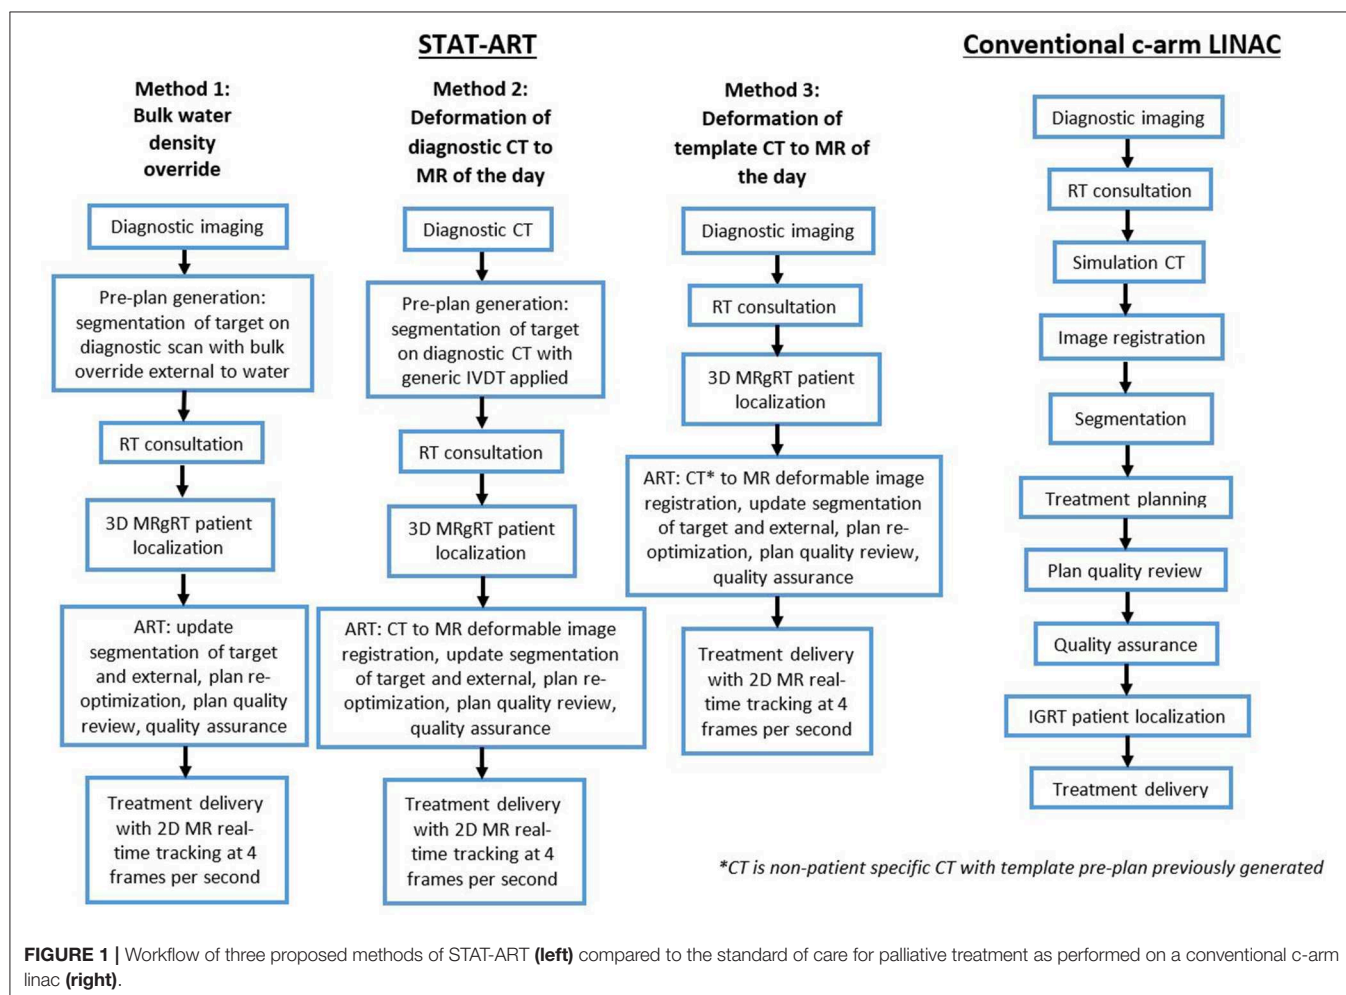 STAT-ART
Method 1:
Bulk water
density
override
Diagnostic imaging
Pre-plan generation:
segmentation of target on
diagnostic scan with bulk
override external to water
RT consultation
3D MRgRT patient
localization
ART: update
segmentation of target
and external, plan re-
optimization, plan quality
review, quality assurance
Treatment delivery
with 2D MR real-
time tracking at 4
frames per second
Method 2:
Deformation of
diagnostic CT to
MR of the day
Diagnostic CT
Pre-plan generation:
segmentation of target
on diagnostic CT with
generic IVDT applied
RT consultation
3D MRgRT patient
localization
ART: CT to MR deformable image
registration, update segmentation
of target and external, plan re-
optimization, plan quality review,
quality assurance
Treatment delivery
with 2D MR real-
time tracking at 4
frames per second
Method 3:
Deformation of
template CT to MR of
the day
Diagnostic imaging
RT consultation
3D MRgRT patient
localization
ART: CT* to MR deformable image
registration, update segmentation
of target and external, plan re-
optimization, plan quality review,
quality assurance
Treatment delivery
with 2D MR real-
time tracking at 4
frames per second
Conventional c-arm LINAC
Diagnostic imaging
RT consultation
Simulation CT
Image registration
Segmentation
Treatment planning
Plan quality review
Quality assurance
IGRT patient localization
Treatment delivery
*CT is non-patient specific CT with template pre-plan previously generated
FIGURE 1 | Workflow of three proposed methods of STAT-ART (left) compared to the standard of care for palliative treatment as performed on a conventional c-arm
linac (right).